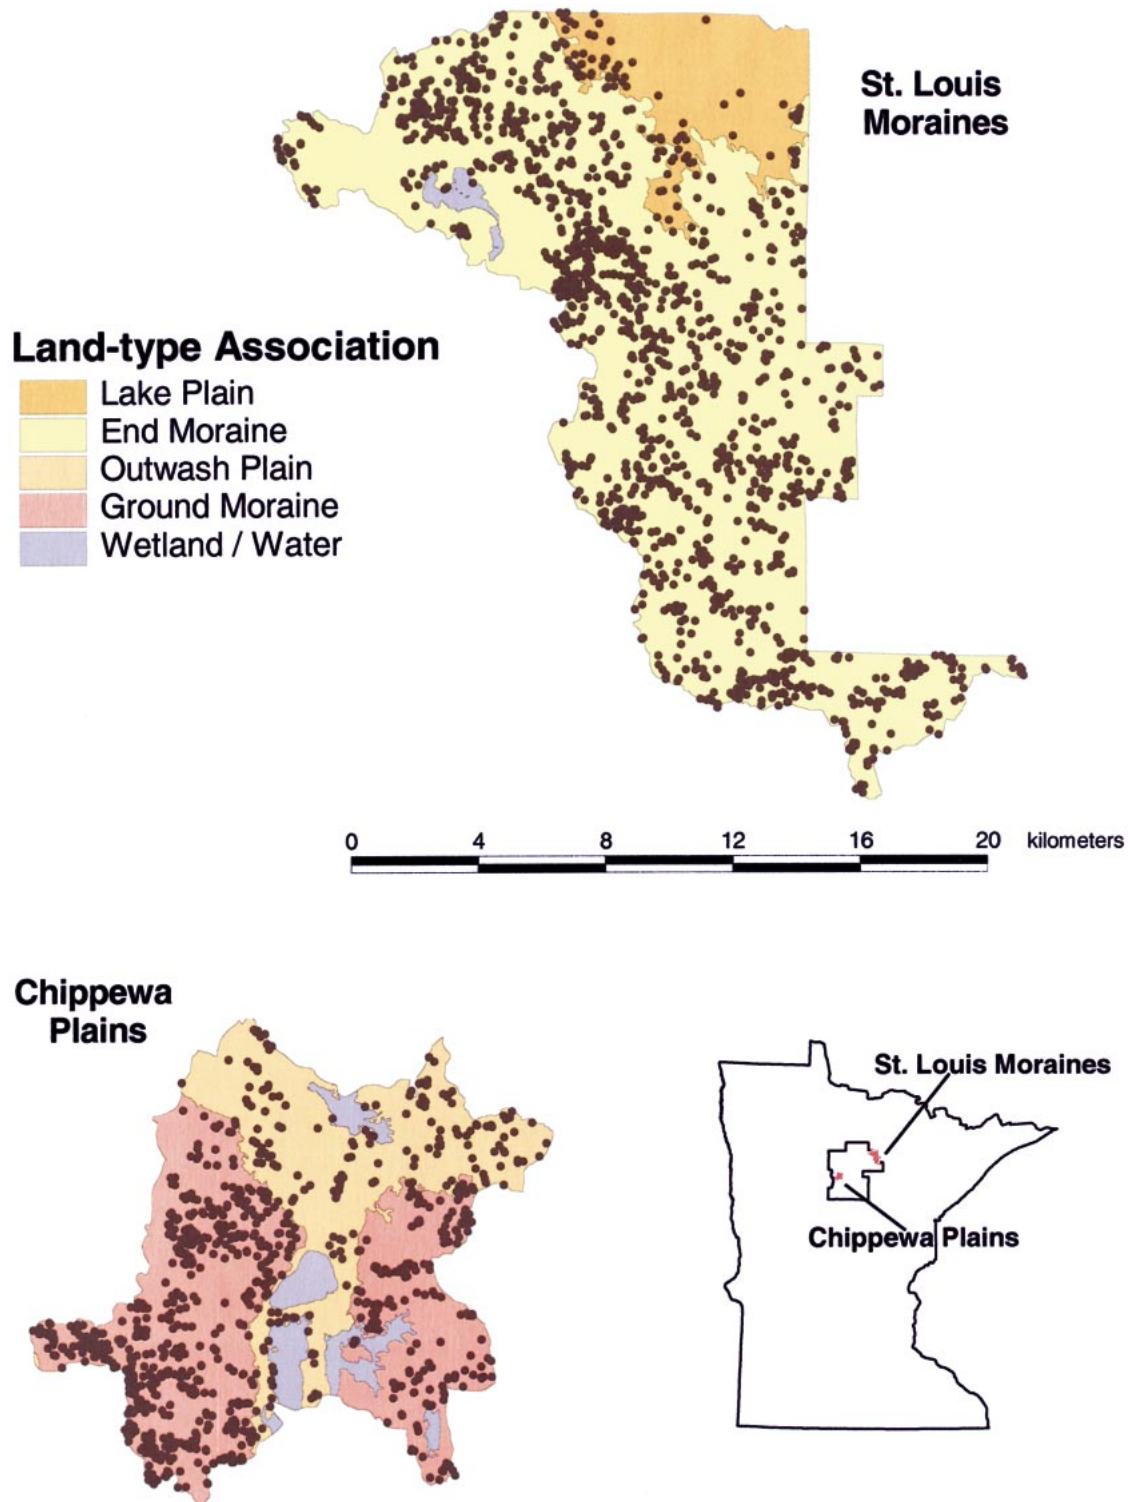 St. Louis
Moraines
Land-type Association
Lake Plain
End Moraine
Outwash Plain
Ground Moraine
Wetland / Water
0 4 8 12 16 20 kilometers
Chippewa
Plains
St. Louis Moraines
Chippewa Plains